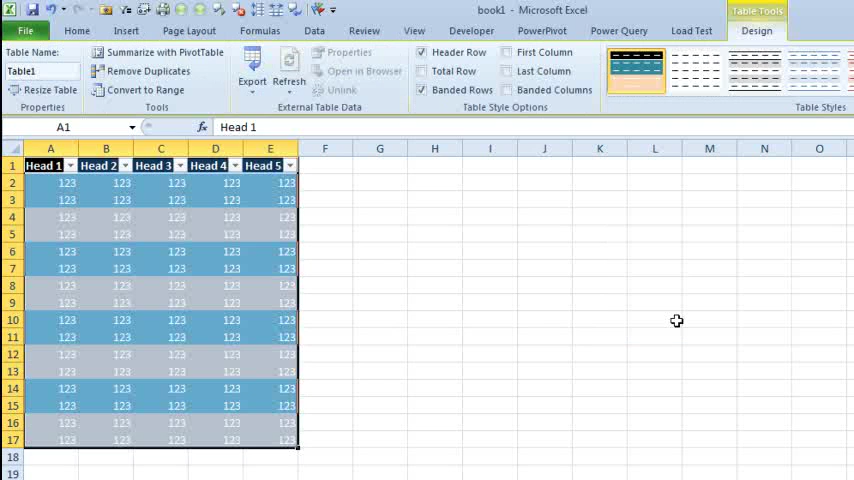 book1 - Microsoft Excel
Table Tools
File Home Insert Page Layout Formulas Data Review View Developer PowerPivot Power Query Load Test Design
Table Name: Summarize with PivotTable Properties Header Row First Column
Table1 Remove Duplicates Export Refresh Open in Browser Total Row Last Column
Resize Table Convert to Range Unlink Banded Rows Banded Columns
Properties Tools External Table Data Table Style Options Table Styles
A1 fx Head 1
A B C D E F G H I J K L M N O
1 Head 1 Head 2 Head 3 Head 4 Head 5
2 123 123 123 123 123
3 123 123 123 123 123
4 123 123 123 123 123
5 123 123 123 123 123
6 123 123 123 123 123
7 123 123 123 123 123
8 123 123 123 123 123
9 123 123 123 123 123
10 123 123 123 123 123
11 123 123 123 123 123
12 123 123 123 123 123
13 123 123 123 123 123
14 123 123 123 123 123
15 123 123 123 123 123
16 123 123 123 123 123
17 123 123 123 123 123
18
19